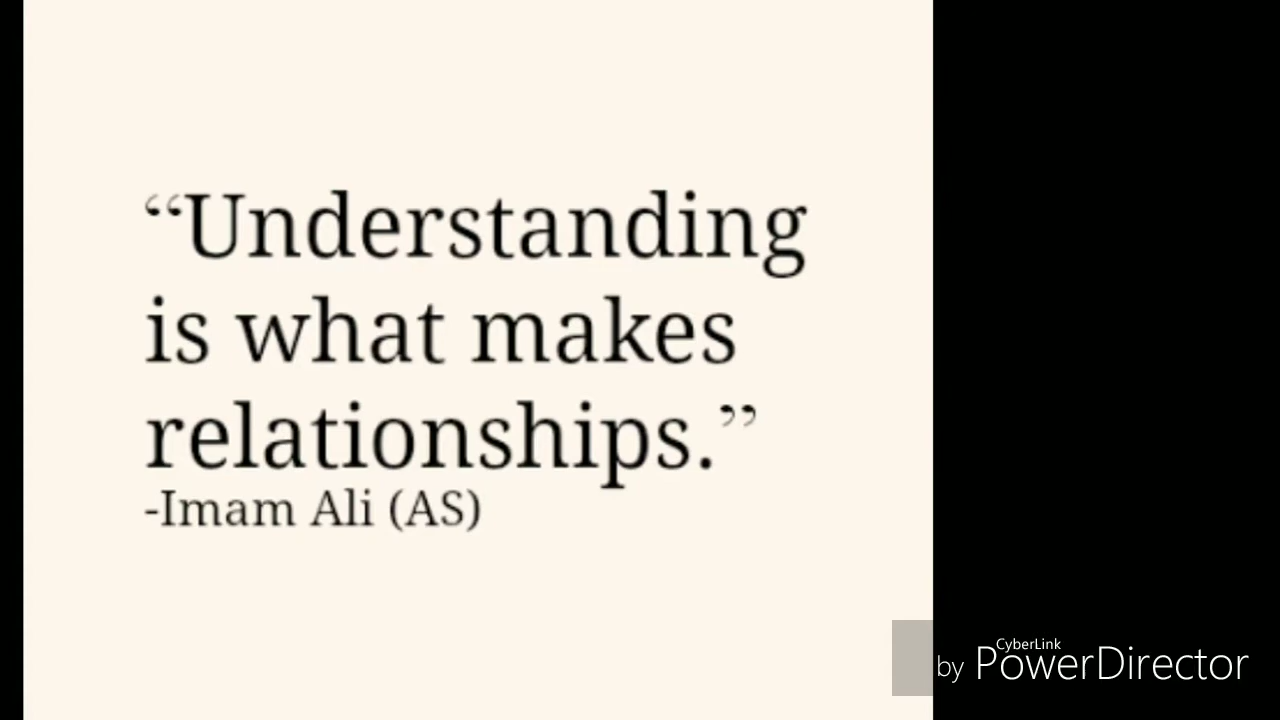 “Understanding
is what makes
relationships.”
-Imam Ali (AS)
CyberLink
by PowerDirector